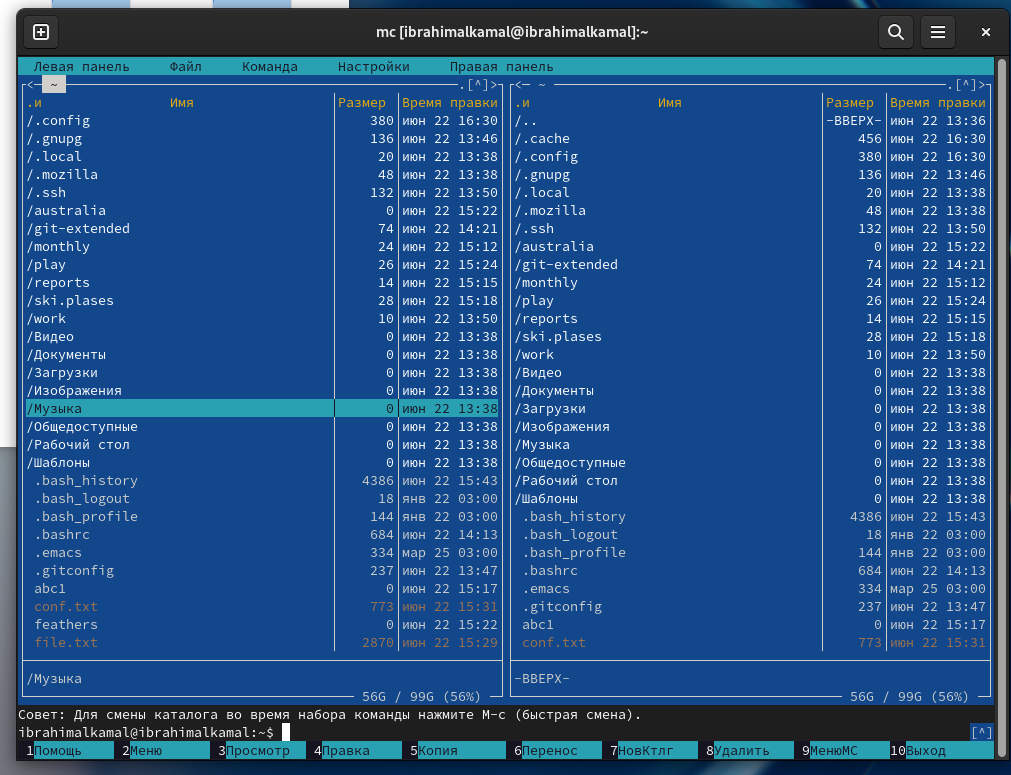 mc [ibrahimalkamal@ibrahimalkamal]:~
Левая панель Файл Команда Настройки Правая панель
<— ~ .[^]>
.и Имя Размер Время правки
/.config 380 июн 22 16:30
/.gnupg 136 июн 22 13:46
/.local 20 июн 22 13:38
/.mozilla 48 июн 22 13:38
/.ssh 132 июн 22 13:50
/australia 0 июн 22 15:22
/git-extended 74 июн 22 14:21
/monthly 24 июн 22 15:12
/play 26 июн 22 15:24
/reports 14 июн 22 15:15
/ski.plases 28 июн 22 15:18
/work 10 июн 22 13:50
/Видео 0 июн 22 13:38
/Документы 0 июн 22 13:38
/Загрузки 0 июн 22 13:38
/Изображения 0 июн 22 13:38
/Музыка 0 июн 22 13:38
/Общедоступные 0 июн 22 13:38
/Рабочий стол 0 июн 22 13:38
/Шаблоны 0 июн 22 13:38
.bash_history 4386 июн 22 15:43
.bash_logout 18 янв 22 03:00
.bash_profile 144 янв 22 03:00
.bashrc 684 июн 22 14:13
.emacs 334 мар 25 03:00
.gitconfig 237 июн 22 13:47
abc1 0 июн 22 15:17
conf.txt 773 июн 22 15:31
feathers 0 июн 22 15:22
file.txt 2870 июн 22 15:29
/Музыка
56G / 99G (56%)
<— ~ .[^]>
.и Имя Размер Время правки
/.. -ВВЕРХ- июн 22 13:36
/.cache 456 июн 22 16:30
/.config 380 июн 22 16:30
/.gnupg 136 июн 22 13:46
/.local 20 июн 22 13:38
/.mozilla 48 июн 22 13:38
/.ssh 132 июн 22 13:50
/australia 0 июн 22 15:22
/git-extended 74 июн 22 14:21
/monthly 24 июн 22 15:12
/play 26 июн 22 15:24
/reports 14 июн 22 15:15
/ski.plases 28 июн 22 15:18
/work 10 июн 22 13:50
/Видео 0 июн 22 13:38
/Документы 0 июн 22 13:38
/Загрузки 0 июн 22 13:38
/Изображения 0 июн 22 13:38
/Музыка 0 июн 22 13:38
/Общедоступные 0 июн 22 13:38
/Рабочий стол 0 июн 22 13:38
/Шаблоны 0 июн 22 13:38
.bash_history 4386 июн 22 15:43
.bash_logout 18 янв 22 03:00
.bash_profile 144 янв 22 03:00
.bashrc 684 июн 22 14:13
.emacs 334 мар 25 03:00
.gitconfig 237 июн 22 13:47
abc1 0 июн 22 15:17
conf.txt 773 июн 22 15:31
-ВВЕРХ-
56G / 99G (56%)
Совет: Для смены каталога во время набора команды нажмите M-c (быстрая смена).
ibrahimalkamal@ibrahimalkamal:~$ [^]
1Помощь 2Меню 3Просмотр 4Правка 5Копия 6Перенос 7НовКтлг 8Удалить 9МенюМС 10Выход